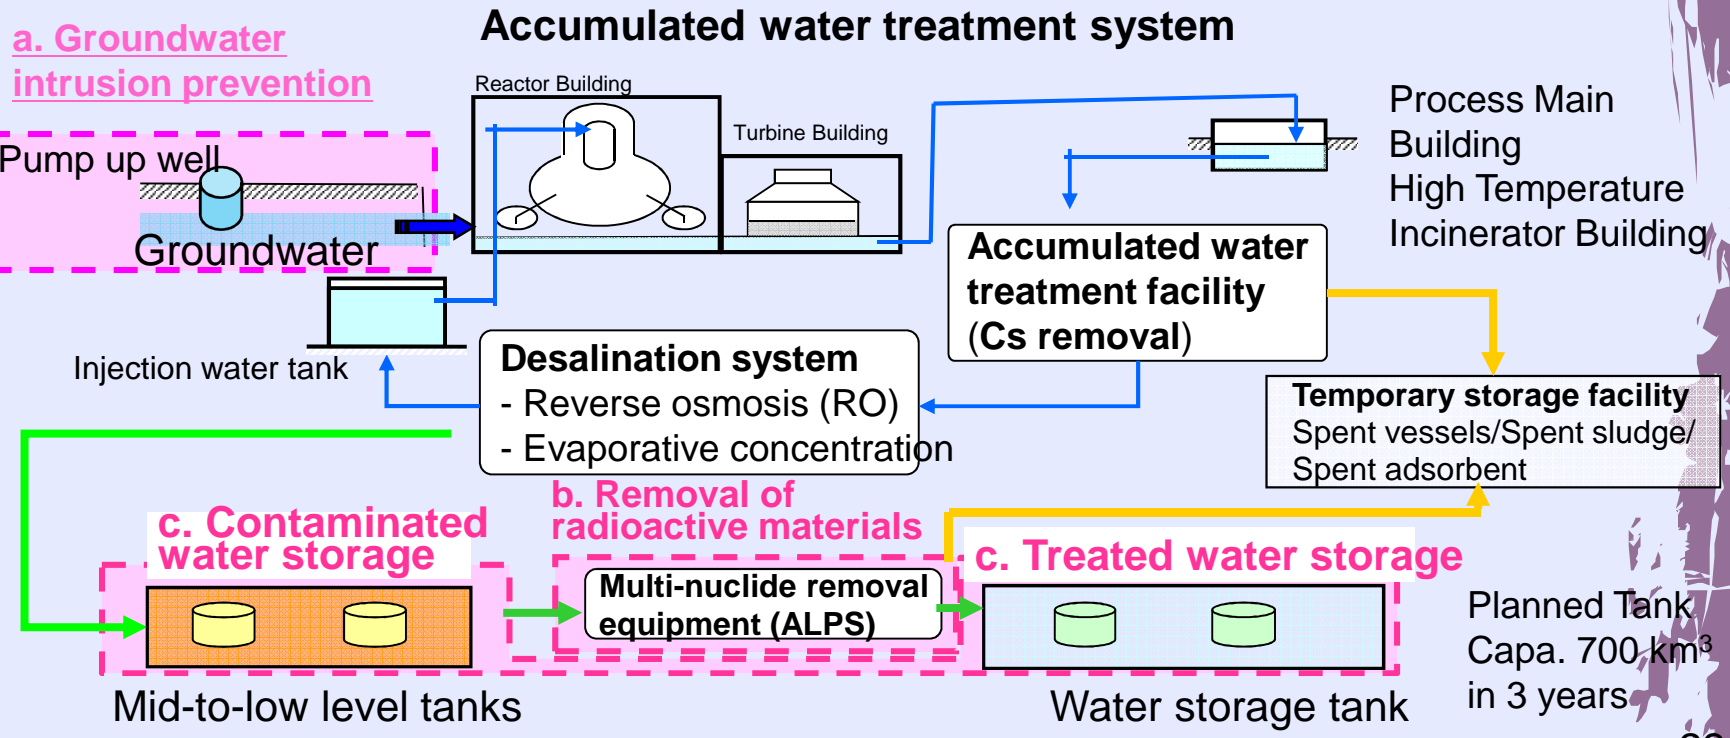 Accumulated water treatment system
a. Groundwater
intrusion prevention
Reactor Building
Turbine Building
Process Main
Building
High Temperature
Incinerator Building
Pump up well
Groundwater
Accumulated water
treatment facility
(Cs removal)
Injection water tank
Desalination system
- Reverse osmosis (RO)
- Evaporative concentration
Temporary storage facility
Spent vessels/Spent sludge/
Spent adsorbent
b. Removal of
radioactive materials
c. Contaminated
water storage
c. Treated water storage
Multi-nuclide removal
equipment (ALPS)
Planned Tank
Capa. 700 km³
in 3 years
Mid-to-low level tanks
Water storage tank